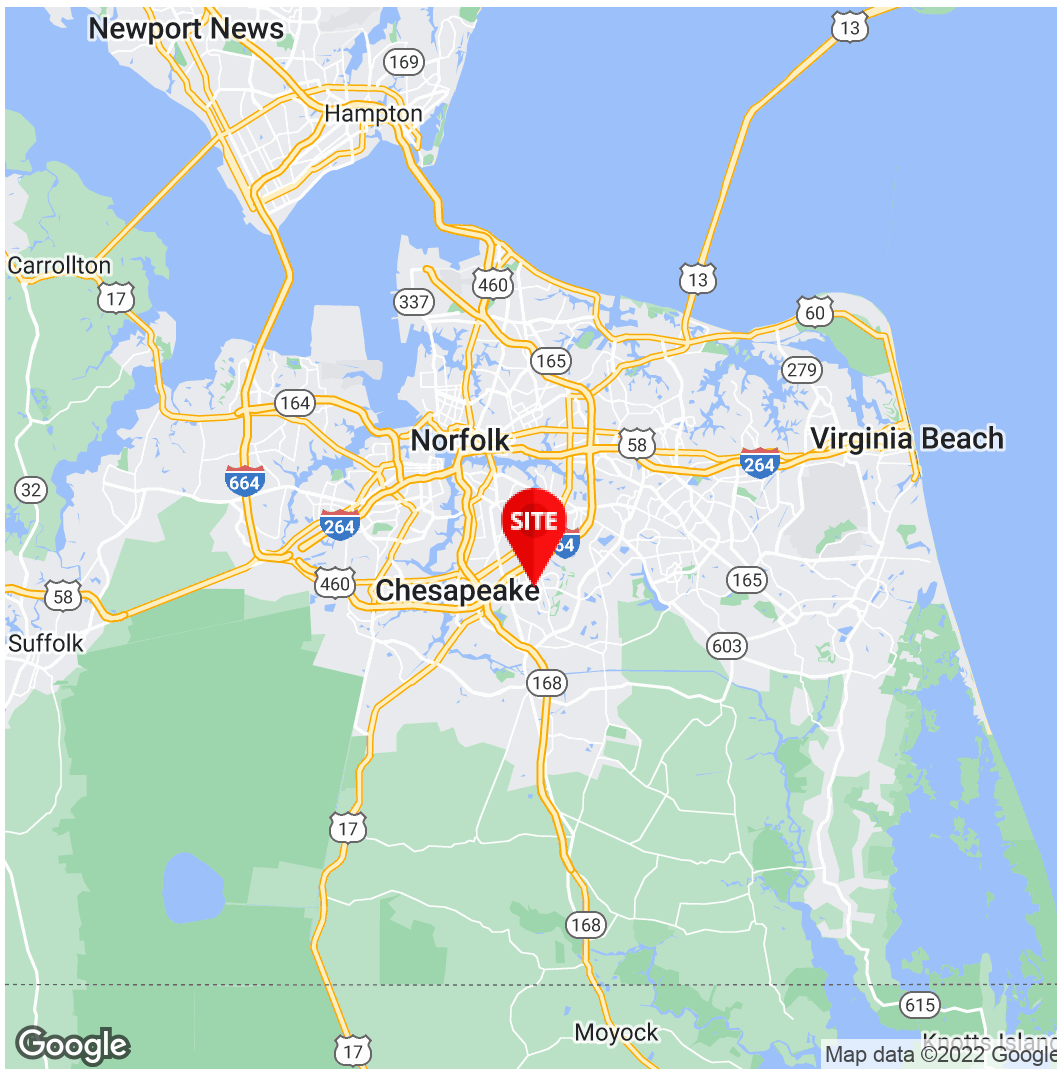 Newport News
13
169
Hampton
Carrollton
17
460
13
337
60
165
279
164
Norfolk
58
Virginia Beach
264
664
32
SITE
264
64
165
460
58
Chesapeake
Suffolk
603
168
17
168
615
Moyock
Knotts Island
Google
17
Map data ©2022 Google